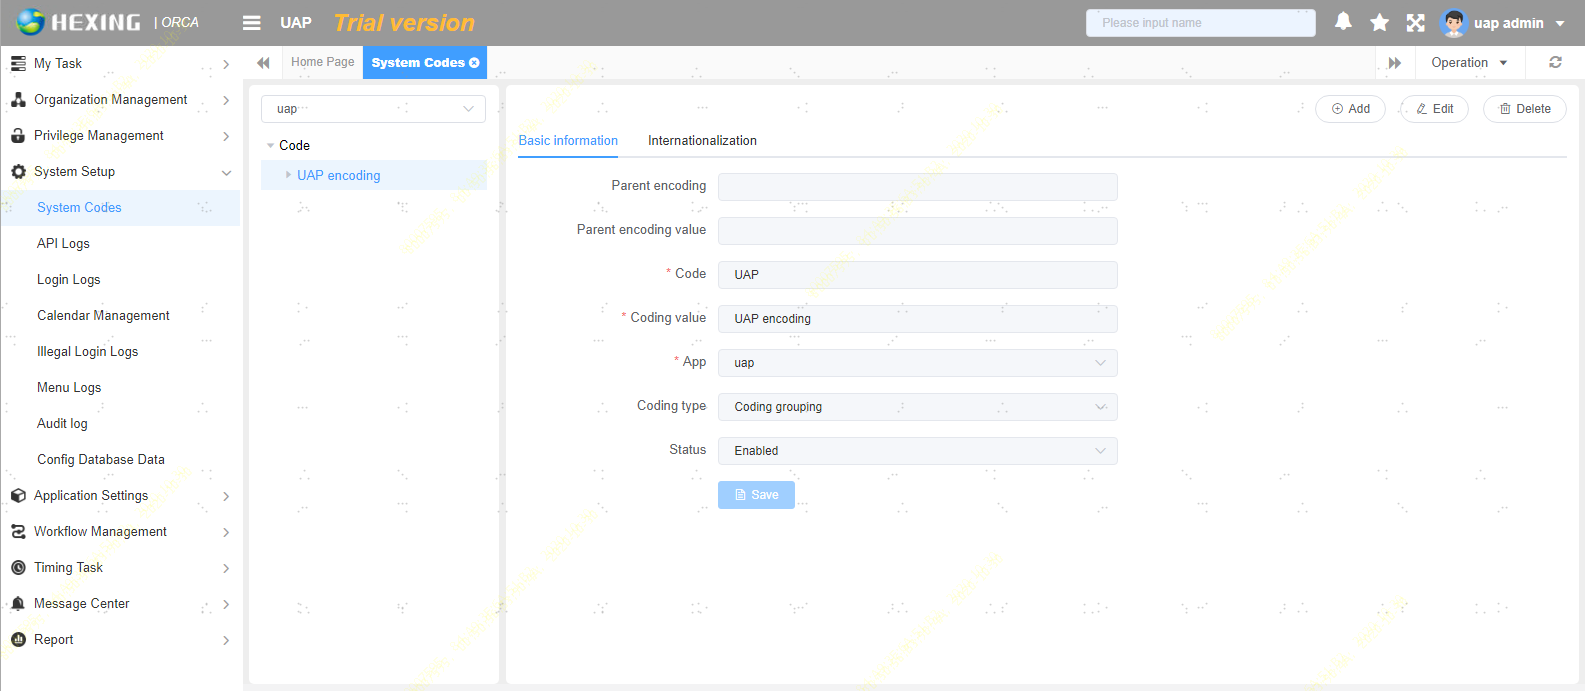 HEXING | ORCA UAP Trial version Please input name uap admin
My Task
Organization Management
Privilege Management
System Setup
System Codes
API Logs
Login Logs
Calendar Management
Illegal Login Logs
Menu Logs
Audit log
Config Database Data
Application Settings
Workflow Management
Timing Task
Message Center
Report
Home Page System Codes Operation
uap
Code
UAP encoding
Add Edit Delete
Basic information Internationalization
Parent encoding
Parent encoding value
* Code UAP
* Coding value UAP encoding
* App uap
Coding type Coding grouping
Status Enabled
Save